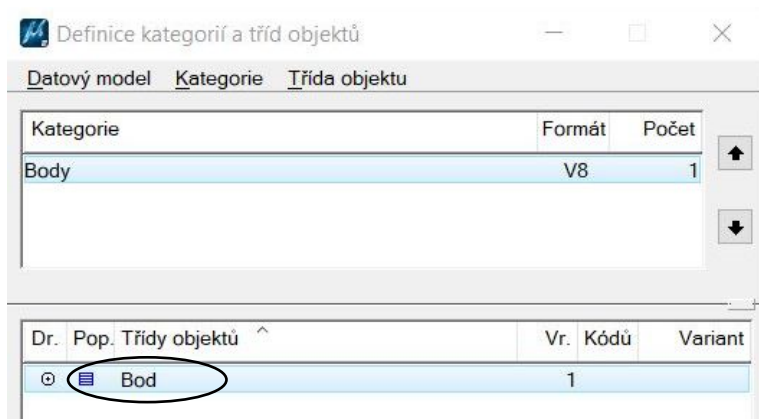 Definice kategorií a tříd objektů
Datový model Kategorie Třída objektu
Kategorie Formát Počet
Body V8 1
Dr. Pop. Třídy objektů Vr. Kódů Variant
Bod 1